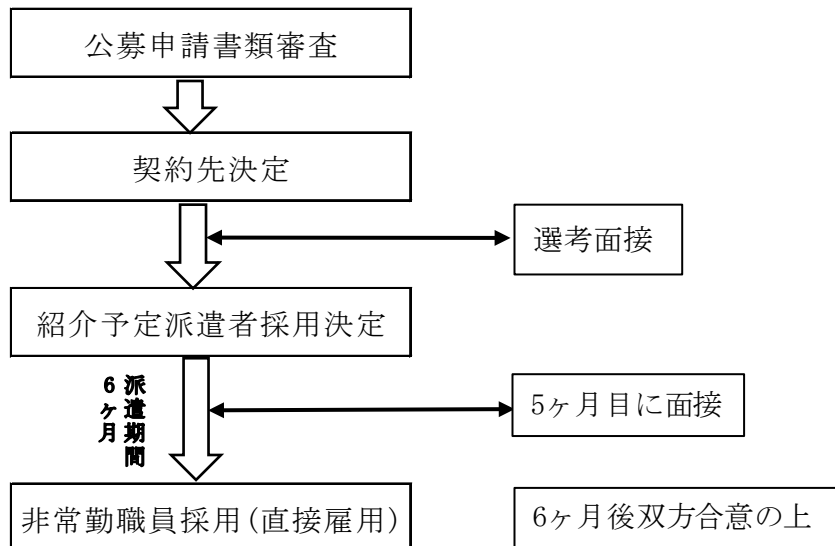 公募申請書類審査
契約先決定
選考面接
紹介予定派遣者採用決定
派遣期間
6ヶ月
5ヶ月目に面接
非常勤職員採用(直接雇用)
6ヶ月後双方合意の上